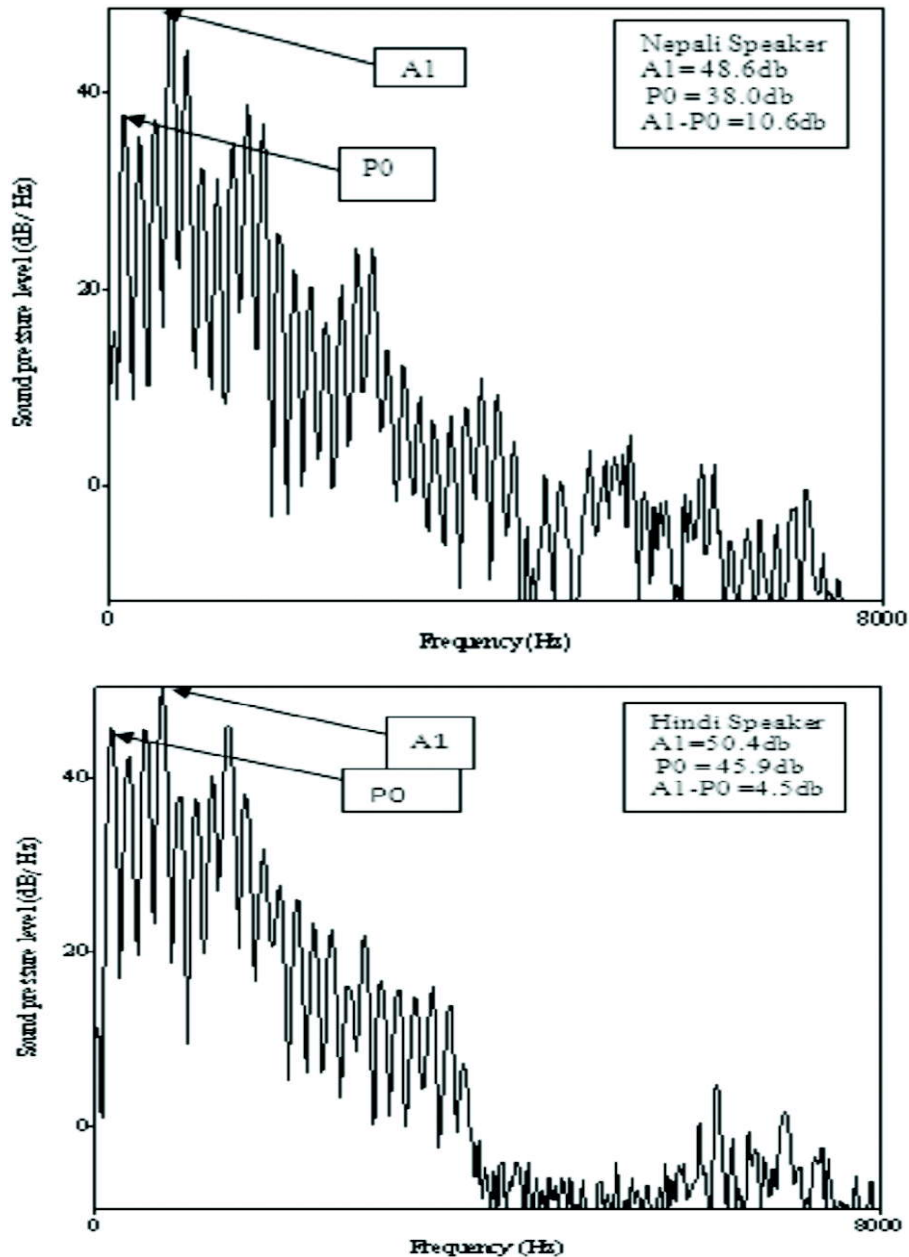 Nepali Speaker
A1=48.6db
P0=38.0db
A1-P0=10.6db
A1
P0
40
20
0
Sound pressure level (dB/Hz)
0
8000
Frequency (Hz)
Hindi Speaker
A1=50.4db
P0=45.9db
A1-P0=4.5db
A1
P0
40
20
0
Sound pressure level (dB/Hz)
0
8000
Frequency (Hz)